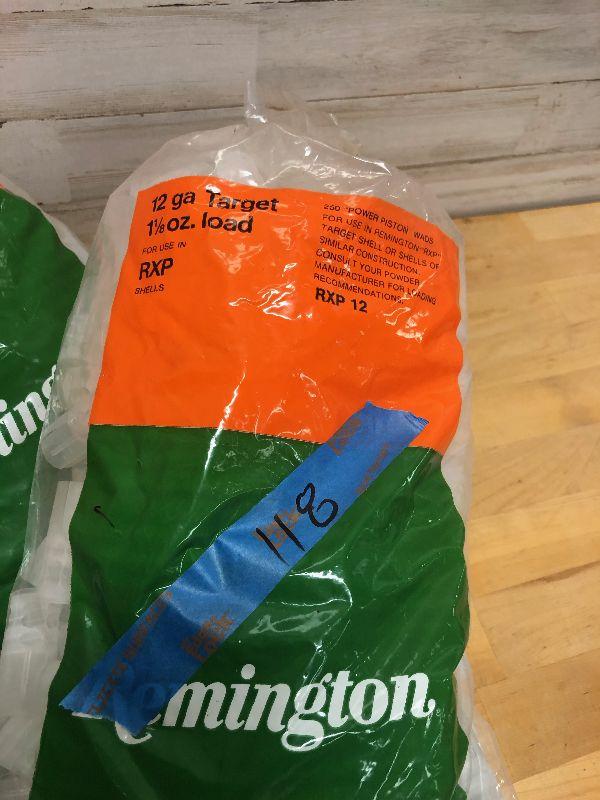 12 ga Target
1⅛ oz. load
FOR USE IN
RXP
SHELLS
250 "POWER PISTON" WADS
FOR USE IN REMINGTON "RXP"
TARGET SHELL OR SHELLS OF
SIMILAR CONSTRUCTION.
CONSULT YOUR POWDER
MANUFACTURER FOR LOADING
RECOMMENDATIONS.
RXP 12
118
Remington